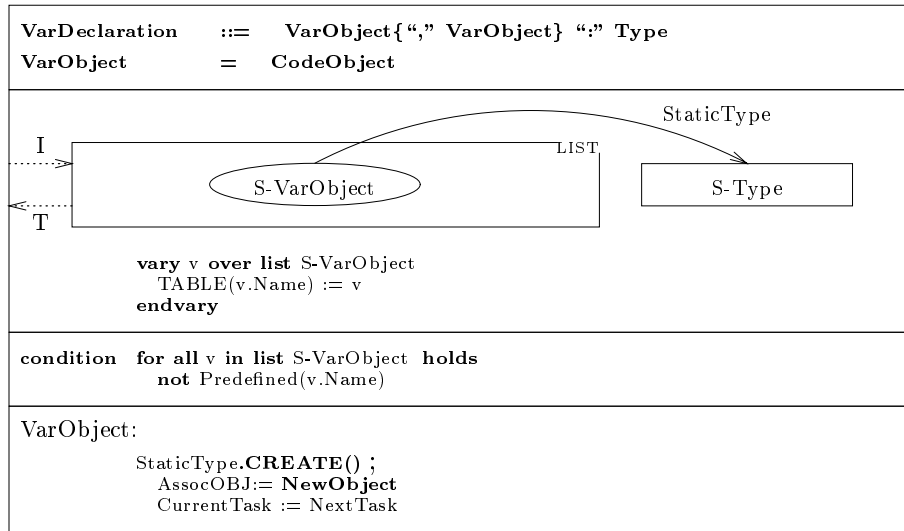 VarDeclaration ::= VarObject{“,” VarObject} “:” Type
VarObject = CodeObject
StaticType
I
LIST
S-VarObject
S-Type
T
vary v over list S-VarObject
TABLE(v.Name) := v
endvary
condition for all v in list S-VarObject holds
not Predefined(v.Name)
VarObject:
StaticType.CREATE() ;
AssocOBJ:= NewObject
CurrentTask := NextTask